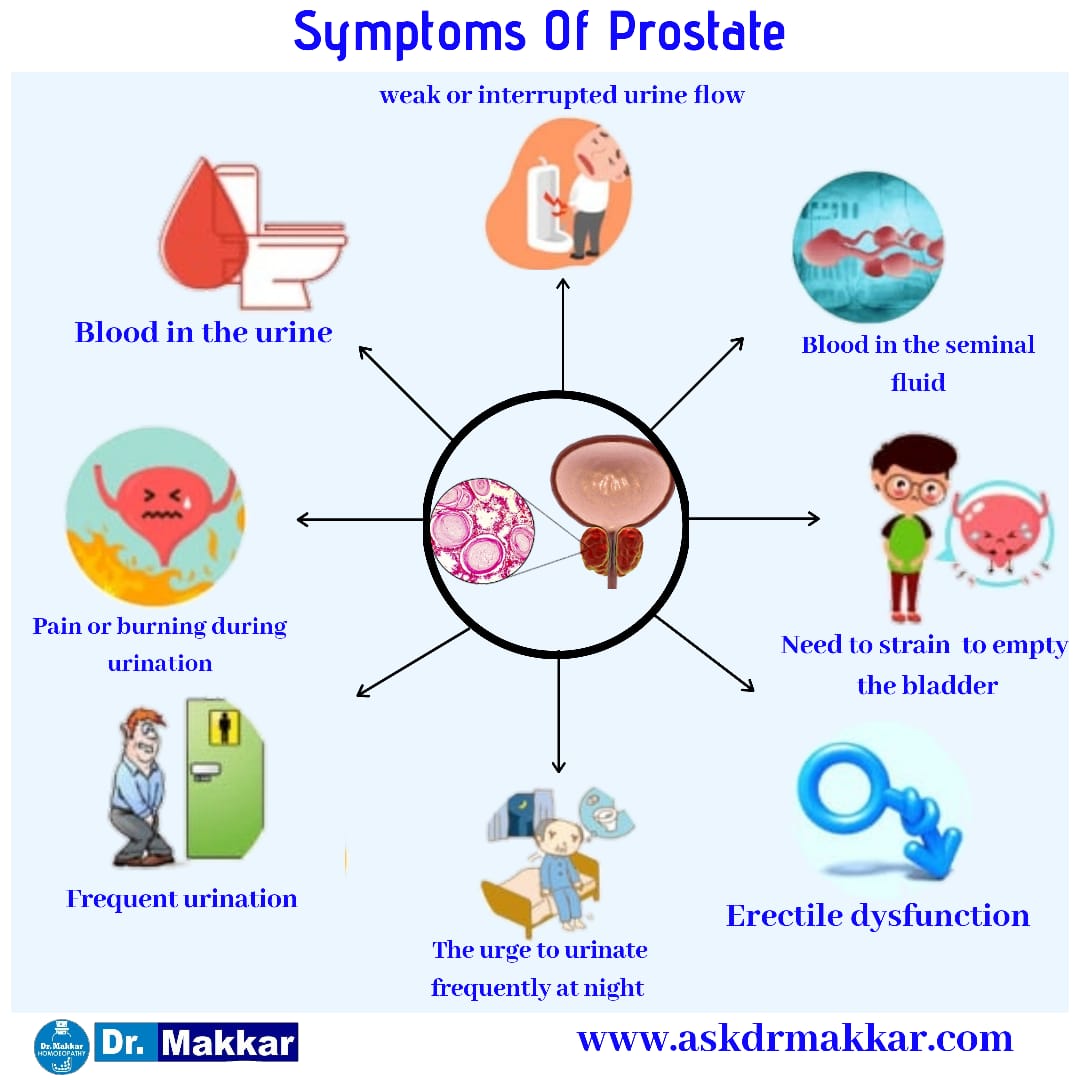 Symptoms Of Prostate
weak or interrupted urine flow
Blood in the urine
Blood in the seminal
fluid
Pain or burning during
urination
Need to strain to empty
the bladder
Frequent urination
The urge to urinate
frequently at night
Erectile dysfunction
Dr. Makkar
HOMOEOPATHY
Dr. Makkar
www.askdrmakkar.com